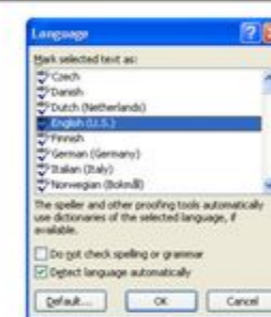 Language
Mark selected text as:
Czech
Danish
Dutch (Netherlands)
English (U.S.)
Finnish
German (Germany)
Italian (Italy)
Norwegian (Bokmål)
The speller and other proofing tools automatically
use dictionaries of the selected language, if
available.
Do not check spelling or grammar
Detect language automatically
Default...
OK
Cancel